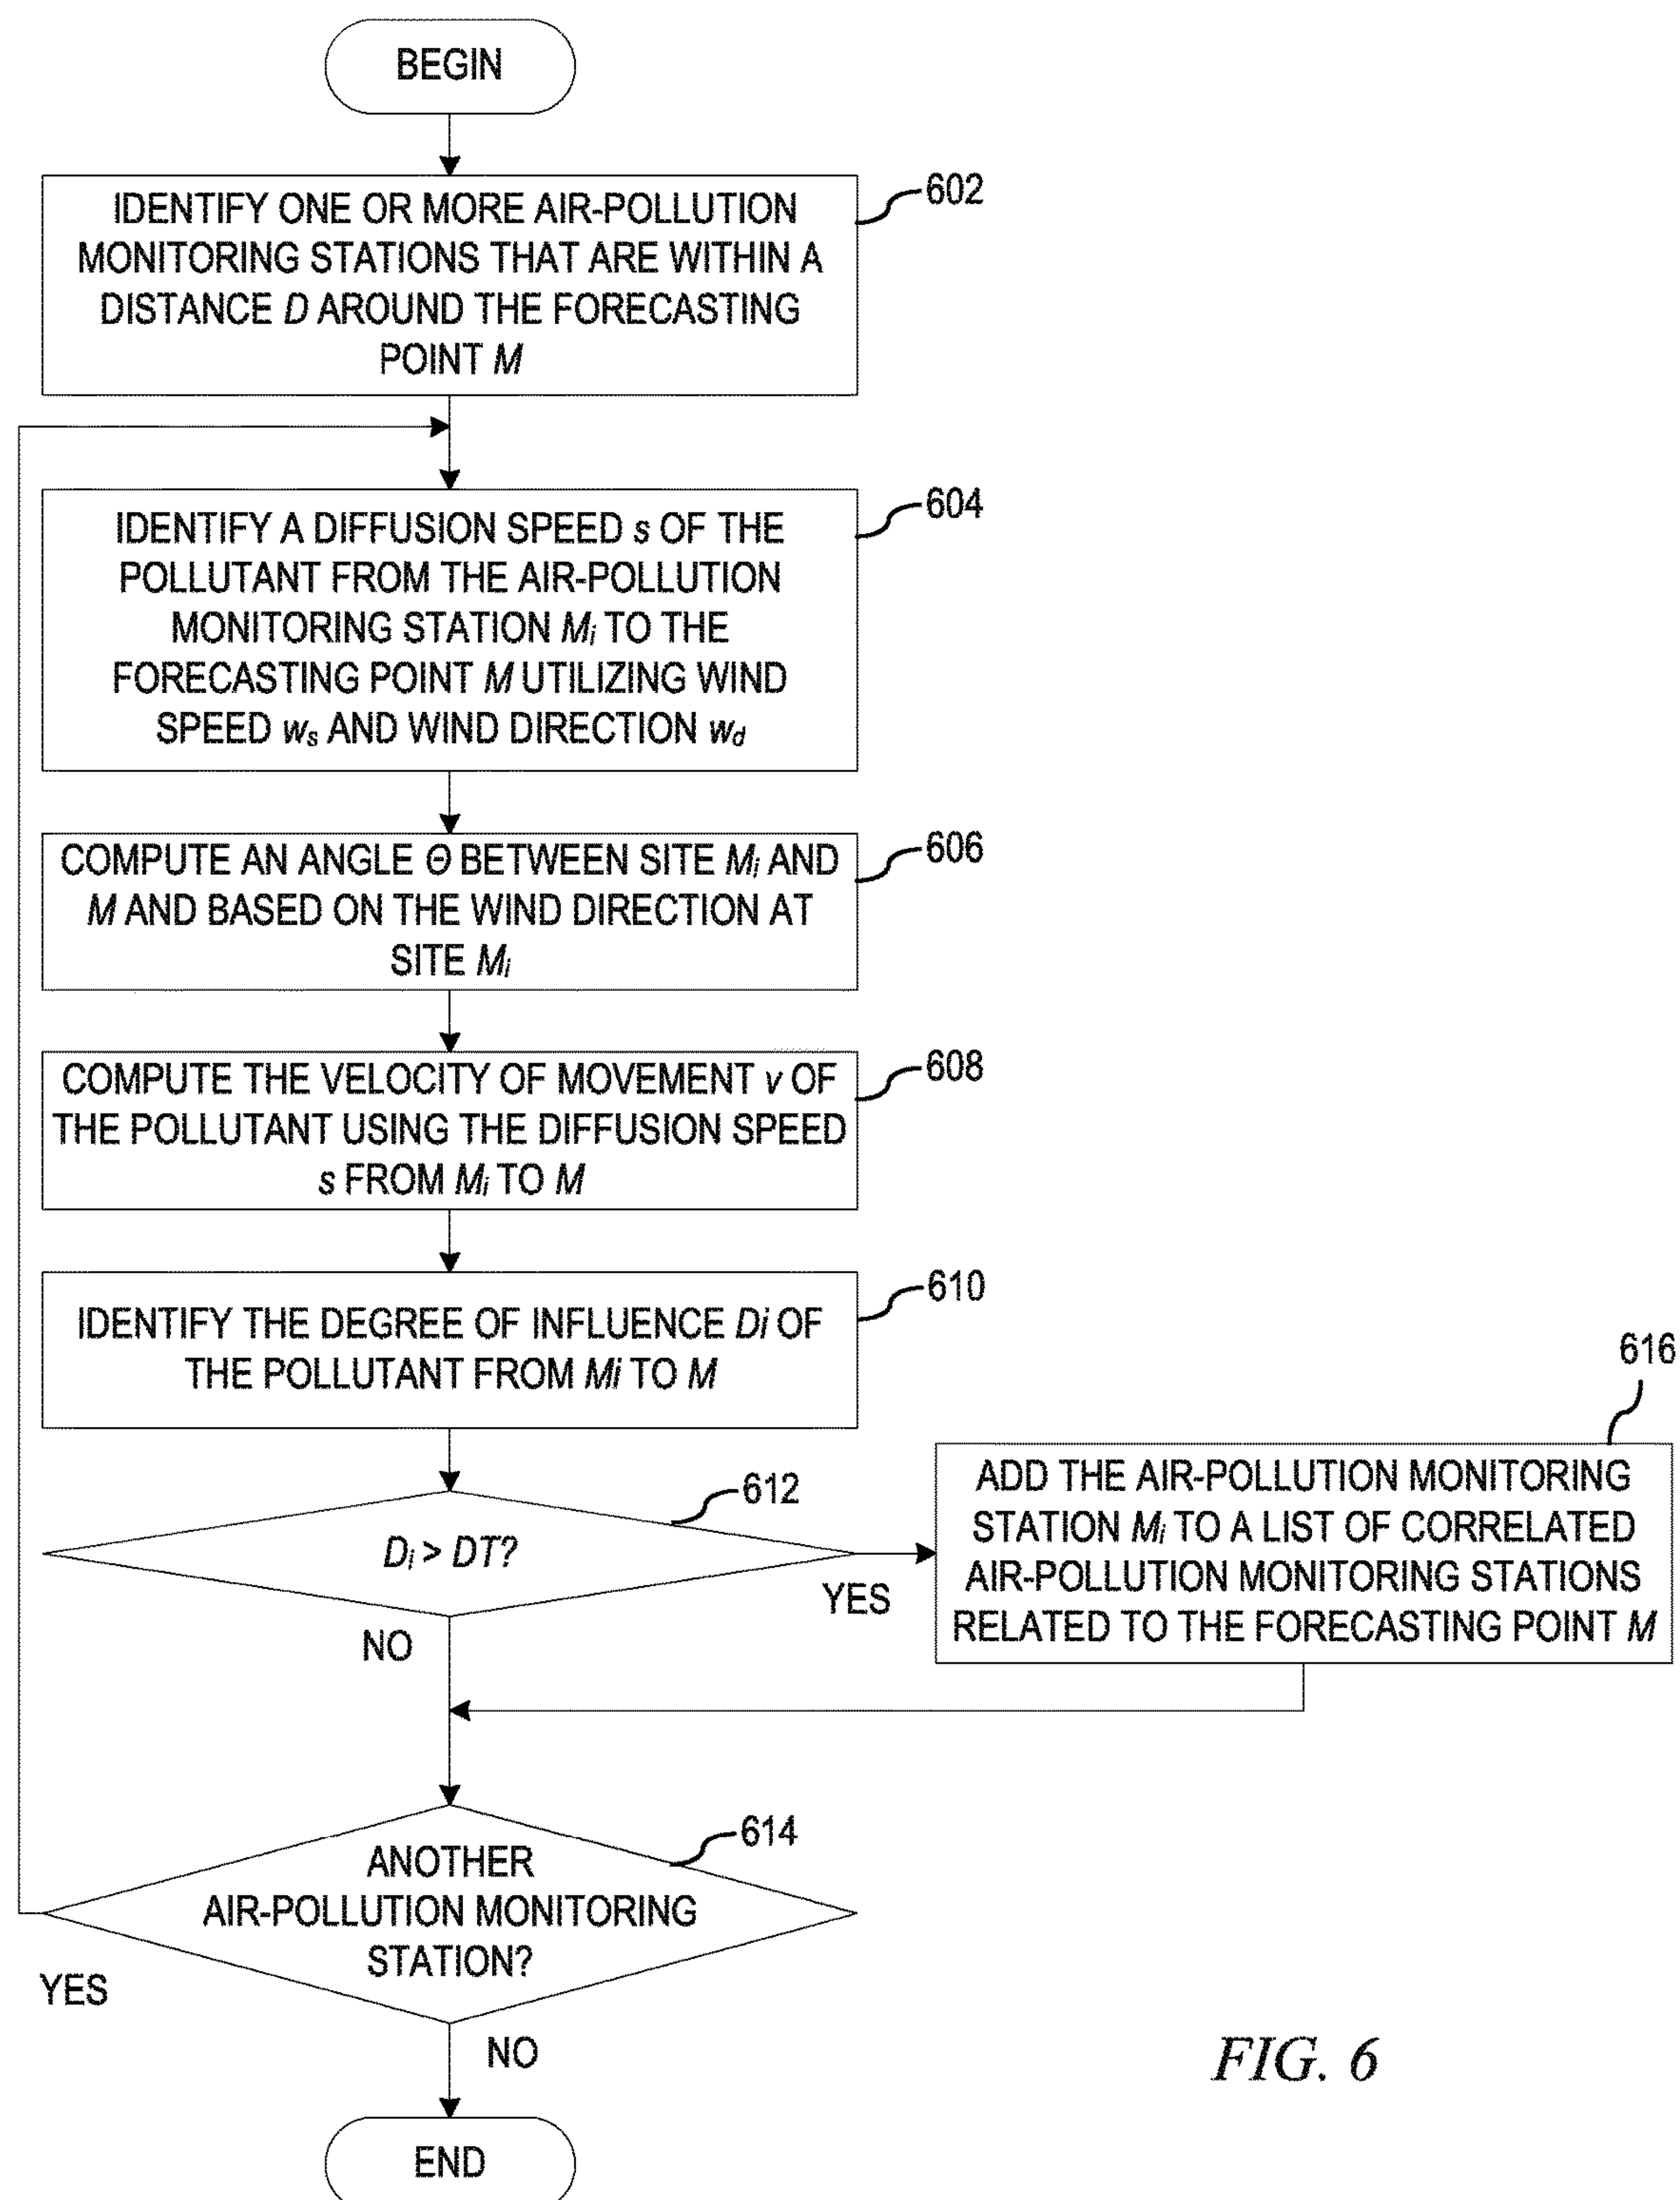 BEGIN
IDENTIFY ONE OR MORE AIR-POLLUTION
MONITORING STATIONS THAT ARE WITHIN A
DISTANCE D AROUND THE FORECASTING
POINT M
602
IDENTIFY A DIFFUSION SPEED s OF THE
POLLUTANT FROM THE AIR-POLLUTION
MONITORING STATION Mi TO THE
FORECASTING POINT M UTILIZING WIND
SPEED ws AND WIND DIRECTION wd
604
COMPUTE AN ANGLE Θ BETWEEN SITE Mi AND
M AND BASED ON THE WIND DIRECTION AT
SITE Mi
606
COMPUTE THE VELOCITY OF MOVEMENT v OF
THE POLLUTANT USING THE DIFFUSION SPEED
s FROM Mi TO M
608
IDENTIFY THE DEGREE OF INFLUENCE Di OF
THE POLLUTANT FROM Mi TO M
610
Di > DT?
612
YES
NO
ADD THE AIR-POLLUTION MONITORING
STATION Mi TO A LIST OF CORRELATED
AIR-POLLUTION MONITORING STATIONS
RELATED TO THE FORECASTING POINT M
616
ANOTHER
AIR-POLLUTION MONITORING
STATION?
614
YES
NO
END
FIG. 6